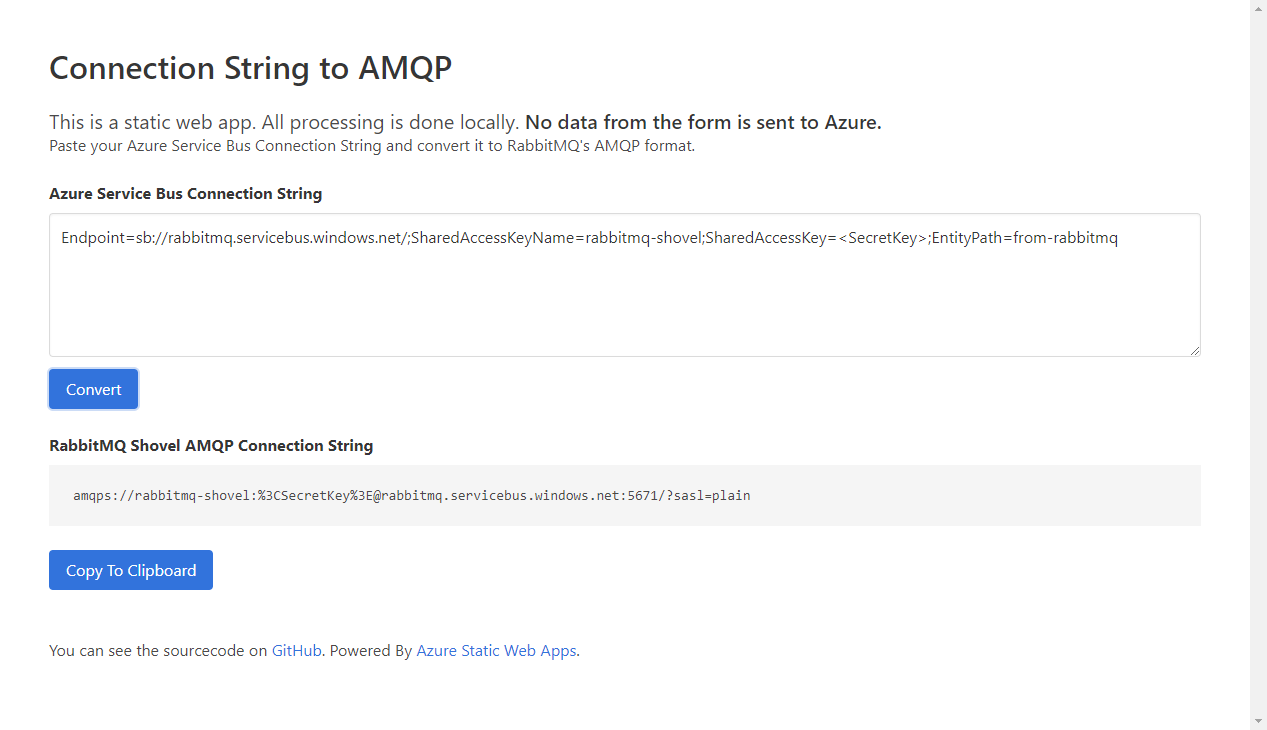 Connection String to AMQP
This is a static web app. All processing is done locally. No data from the form is sent to Azure.
Paste your Azure Service Bus Connection String and convert it to RabbitMQ's AMQP format.
Azure Service Bus Connection String
Endpoint=sb://rabbitmq.servicebus.windows.net/;SharedAccessKeyName=rabbitmq-shovel;SharedAccessKey=<SecretKey>;EntityPath=from-rabbitmq
Convert
RabbitMQ Shovel AMQP Connection String
amqps://rabbitmq-shovel:%3CSecretKey%3E@rabbitmq.servicebus.windows.net:5671/?sasl=plain
Copy To Clipboard
You can see the sourcecode on GitHub. Powered By Azure Static Web Apps.